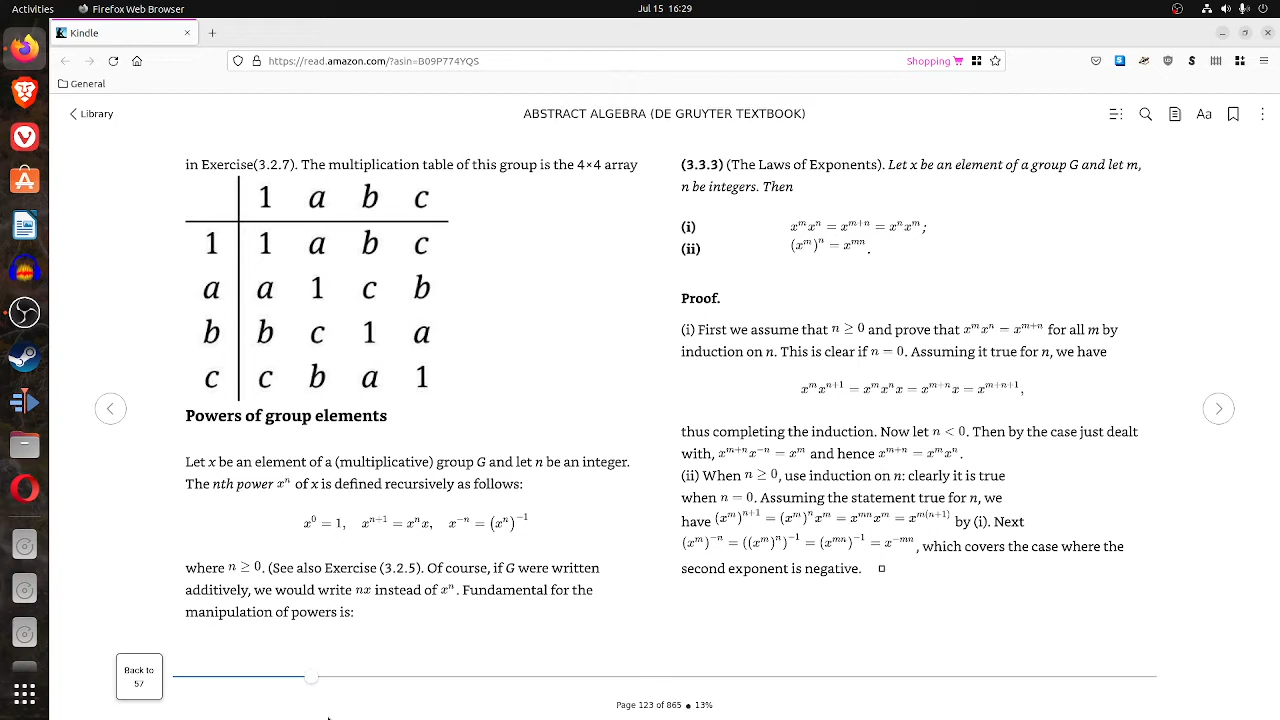 Activities Firefox Web Browser Jul 15 16:29
Kindle
https://read.amazon.com/?asin=B09P774YQS Shopping
General
Library ABSTRACT ALGEBRA (DE GRUYTER TEXTBOOK) Aa
in Exercise(3.2.7). The multiplication table of this group is the 4×4 array
1 a b c
1 1 a b c
a a 1 c b
b b c 1 a
c c b a 1
Powers of group elements
Let x be an element of a (multiplicative) group G and let n be an integer.
The nth power xⁿ of x is defined recursively as follows:
x⁰ = 1, xⁿ⁺¹ = xⁿx, x⁻ⁿ = (xⁿ)⁻¹
where n ≥ 0. (See also Exercise (3.2.5). Of course, if G were written
additively, we would write nx instead of xⁿ. Fundamental for the
manipulation of powers is:
(3.3.3) (The Laws of Exponents). Let x be an element of a group G and let m,
n be integers. Then
(i) xᵐxⁿ = xᵐ⁺ⁿ = xⁿxᵐ;
(ii) (xᵐ)ⁿ = xᵐⁿ.
Proof.
(i) First we assume that n ≥ 0 and prove that xᵐxⁿ = xᵐ⁺ⁿ for all m by
induction on n. This is clear if n = 0. Assuming it true for n, we have
xᵐxⁿ⁺¹ = xᵐxⁿx = xᵐ⁺ⁿx = xᵐ⁺ⁿ⁺¹,
thus completing the induction. Now let n < 0. Then by the case just dealt
with, xᵐ⁺ⁿx⁻ⁿ = xᵐ and hence xᵐ⁺ⁿ = xᵐxⁿ.
(ii) When n ≥ 0, use induction on n: clearly it is true
when n = 0. Assuming the statement true for n, we
have (xᵐ)ⁿ⁺¹ = (xᵐ)ⁿxᵐ = xᵐⁿxᵐ = xᵐ⁽ⁿ⁺¹⁾ by (i). Next
(xᵐ)⁻ⁿ = ((xᵐ)ⁿ)⁻¹ = (xᵐⁿ)⁻¹ = x⁻ᵐⁿ, which covers the case where the
second exponent is negative. □
Back to
57
Page 123 of 865 ● 13%